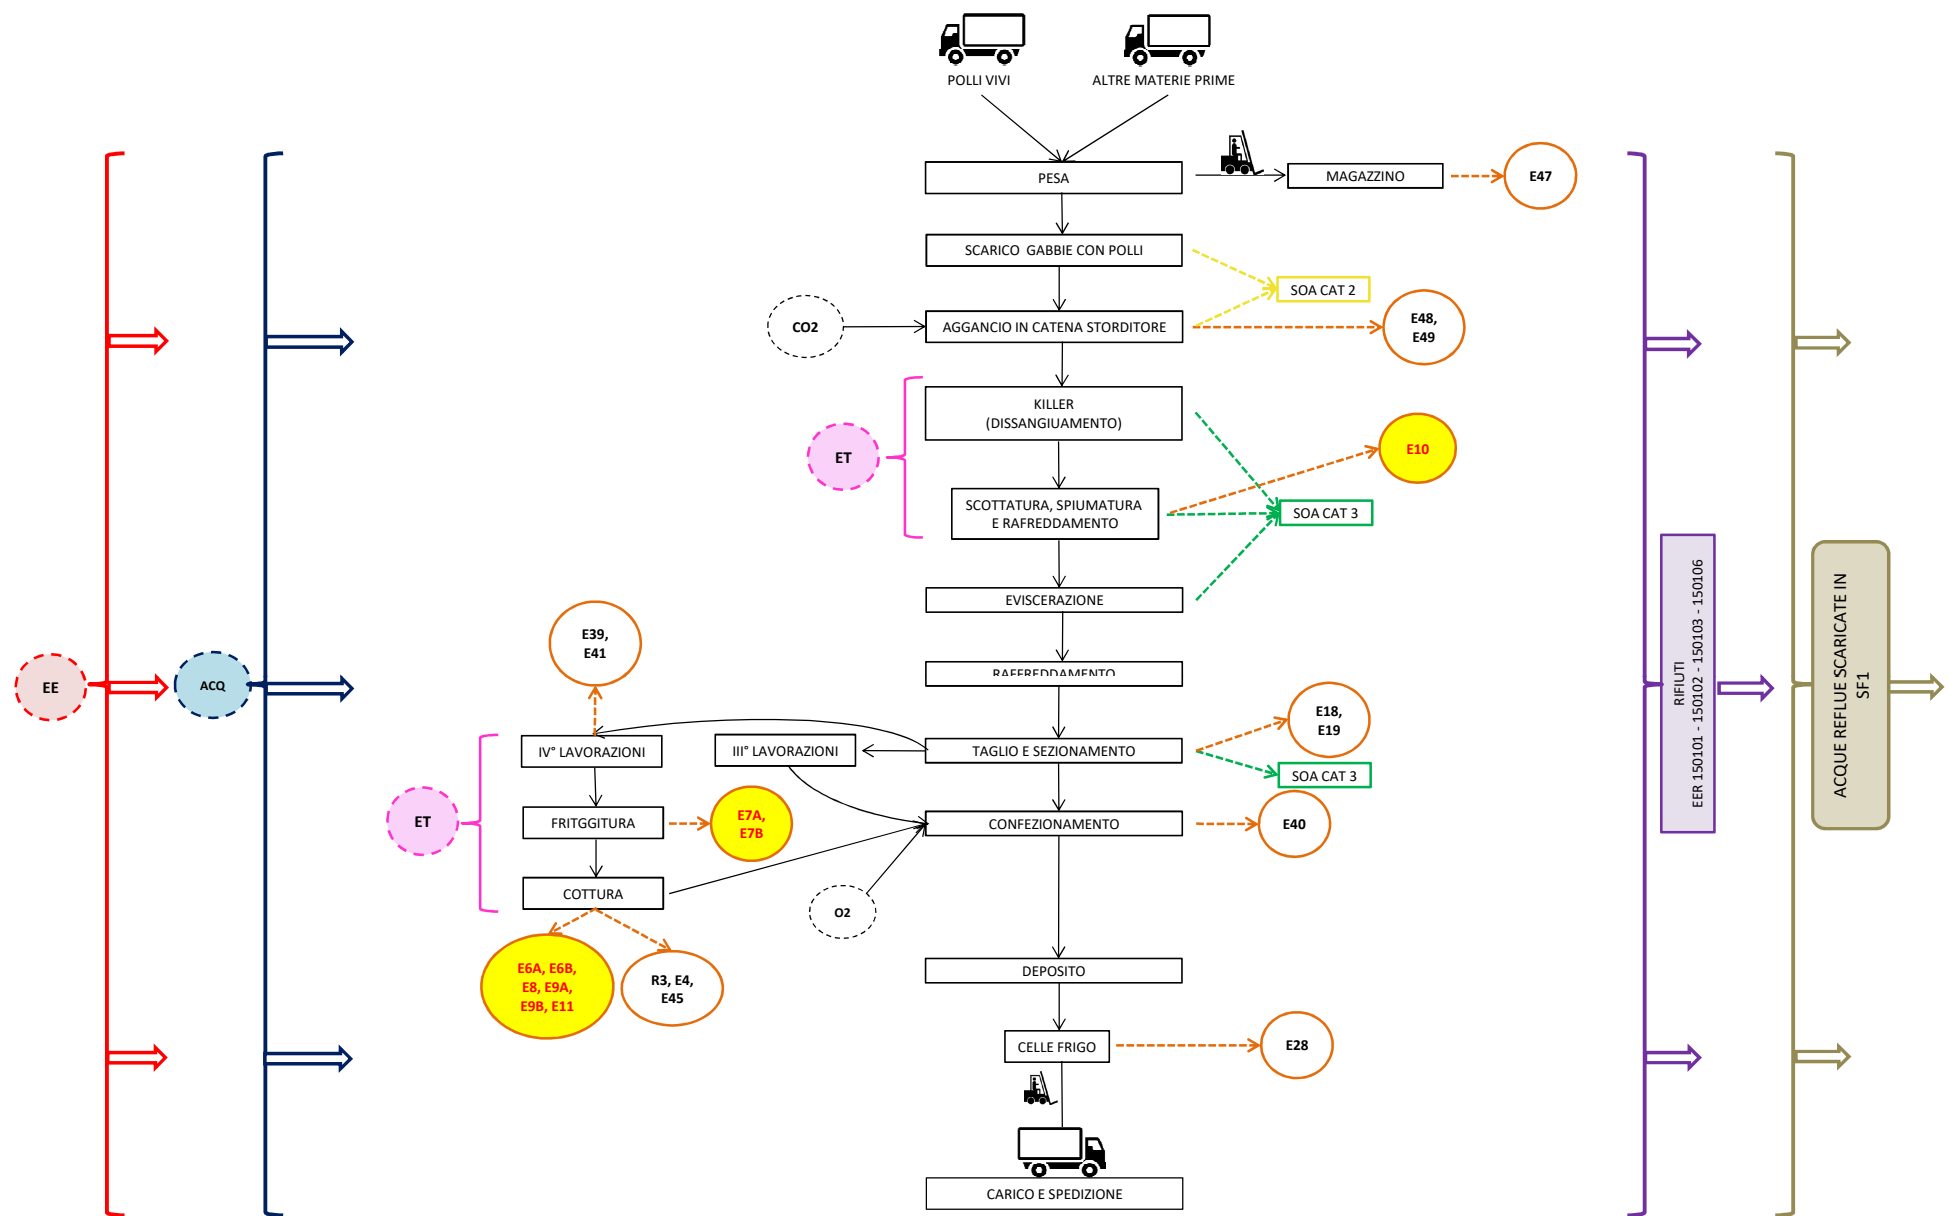 POLLI VIVI
ALTRE MATERIE PRIME
PESA
MAGAZZINO
E47
SCARICO GABBIE CON POLLI
SOA CAT 2
CO2
AGGANCIO IN CATENA STORDITORE
E48,
E49
KILLER
(DISSANGIUAMENTO)
ET
E10
SCOTTATURA, SPIUMATURA
E RAFREDDAMENTO
SOA CAT 3
EVISCERAZIONE
E39,
E41
RAFFREDDAMENTO
EE
ACQ
E18,
E19
IV° LAVORAZIONI
III° LAVORAZIONI
TAGLIO E SEZIONAMENTO
SOA CAT 3
ET
FRITGGITURA
E7A,
E7B
CONFEZIONAMENTO
E40
COTTURA
O2
E6A, E6B,
E8, E9A,
E9B, E11
R3, E4,
E45
DEPOSITO
CELLE FRIGO
E28
CARICO E SPEDIZIONE
RIFIUTI
EER 150101 - 150102 - 150103 - 150106
ACQUE REFLUE SCARICATE IN
SF1